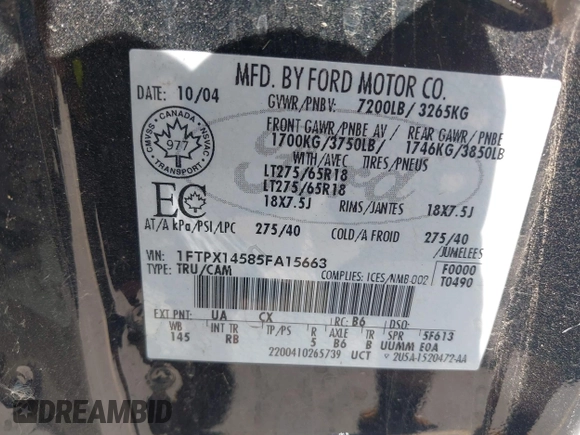 MFD. BY FORD MOTOR CO.
DATE: 10/04 GVWR/PNBV: 7200LB/ 3265KG
FRONT GAWR/PNBE AV / REAR GAWR/PNBE
1700KG/3750LB/ 1746KG/3850LB
WITH/AVEC TIRES/PNEUS
LT275/65R18
LT275/65R18
18X7.5J RIMS/JANTES 18X7.5J
CANADA
CMVSS NSVAC
977
TRANSPORT
EC
Ford
AT/A kPa/PSI/LPC 275/40 COLD/A FROID 275/40
/JUMELEES
VIN: 1FTPX14585FA15663
TYPE: TRU/CAM COMPLIES: ICES/NMB-002
F0000
T0490
EXT PNT: UA CX RC: B6 DSO:
WB INT TR TP/PS R AXLE TR SPR 5F613
145 RB 5 B6 B UUMM E0A
2200410265739 UCT 2U5A-1520472-AA
DREAMBID